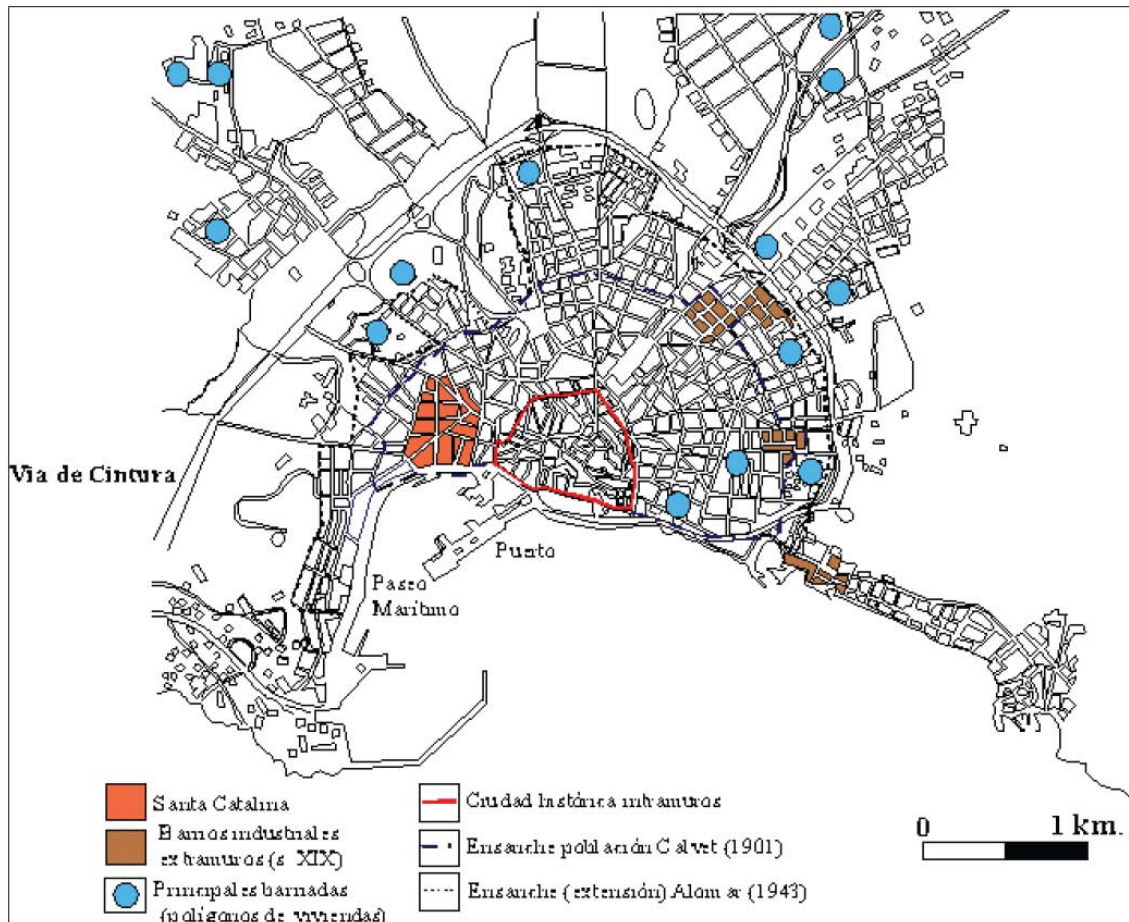 Via de Cintura
Puerto
Paseo
Marítimo
Santa Catalina
Barrios industriales
extramuros (s. XIX)
Principales barriadas
(polígonos de viviendas)
Ciudad histórica intramuros
Ensanche población Calvet (1901)
Ensanche (extensión) Alomar (1943)
0 1 km.